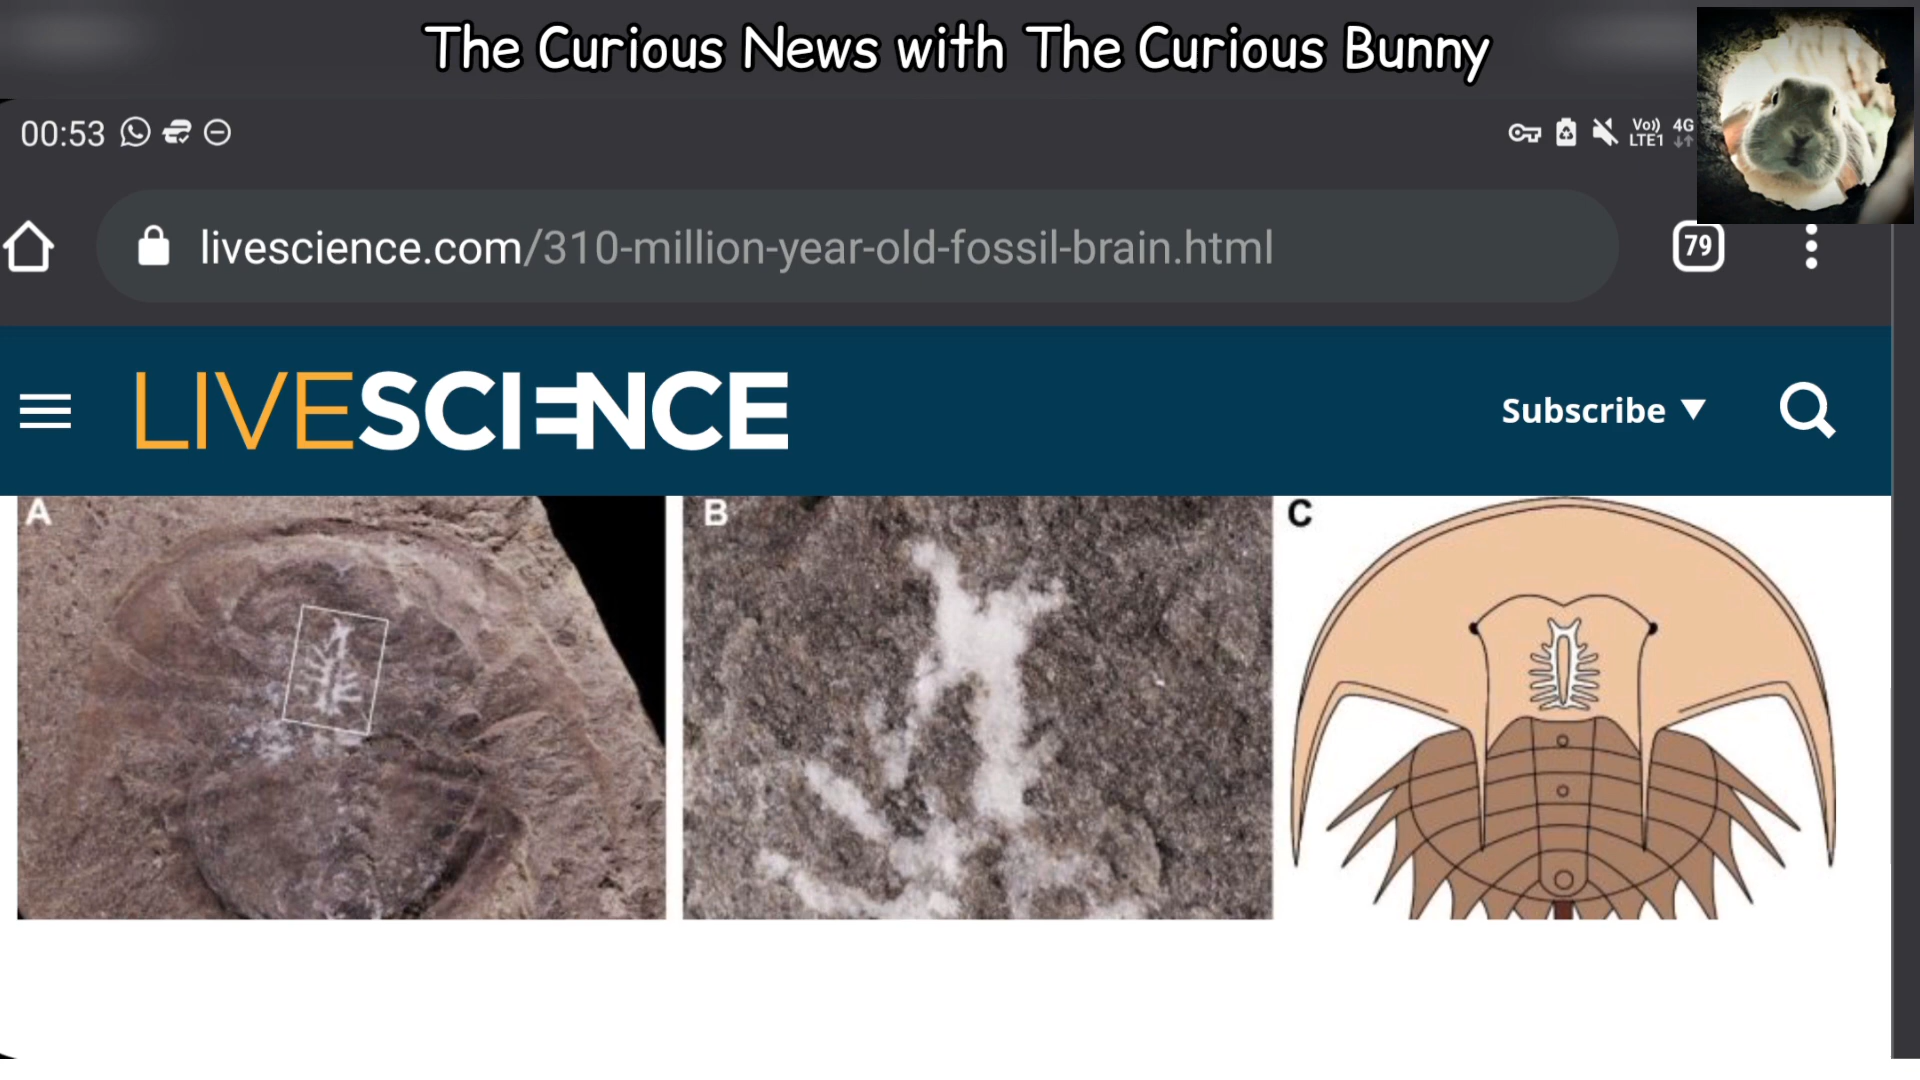 The Curious News with The Curious Bunny
00:53
Vo)) 4G
LTE1
livescience.com/310-million-year-old-fossil-brain.html
79
LIVESCIENCE
Subscribe
A
B
C